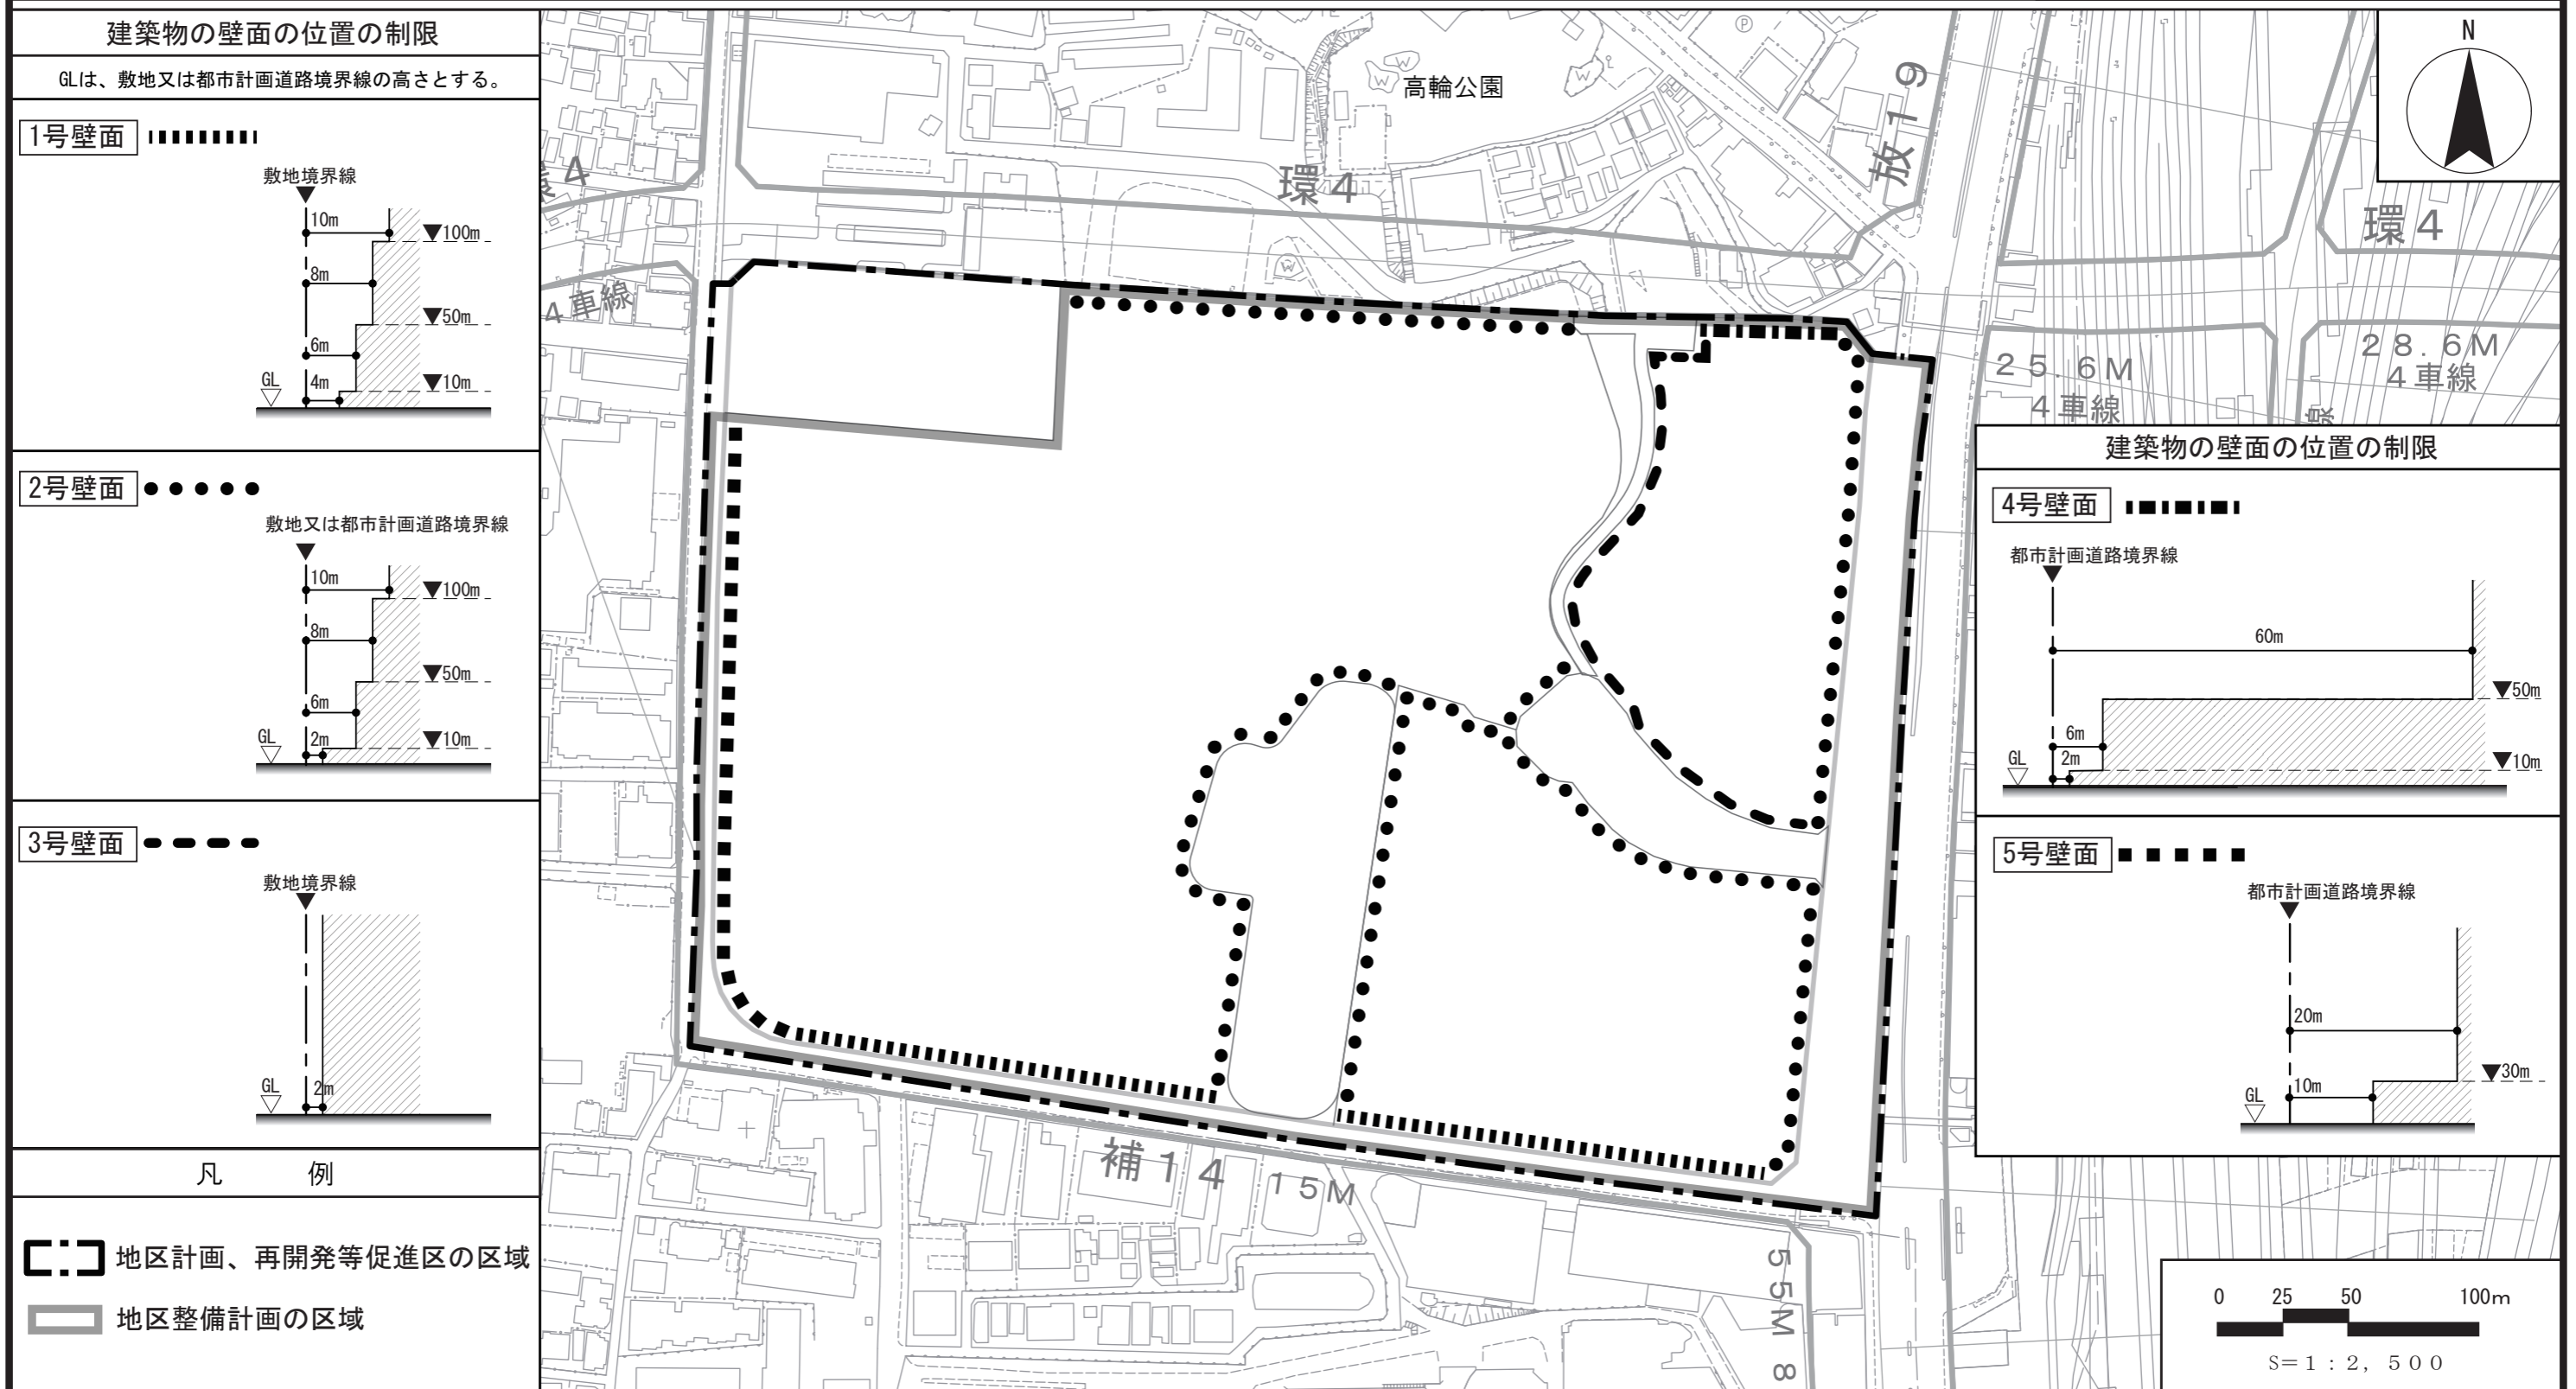 建築物の壁面の位置の制限
GLは、敷地又は都市計画道路境界線の高さとする。
1号壁面
敷地境界線
10m
▼100m
8m
▼50m
6m
GL
4m
▼10m
2号壁面
敷地又は都市計画道路境界線
10m
▼100m
8m
▼50m
6m
GL
2m
▼10m
3号壁面
敷地境界線
GL
2m
凡 例
地区計画、再開発等促進区の区域
地区整備計画の区域
高輪公園
P
W
W
W
W
環4
環4
4車線
放19
環4
25.6M
4車線
28.6M
4車線
線
補14
15M
55M
8
N
建築物の壁面の位置の制限
4号壁面
都市計画道路境界線
60m
▼50m
6m
GL
2m
▼10m
5号壁面
都市計画道路境界線
20m
▼30m
GL
10m
0 25 50 100m
S=1：2，500